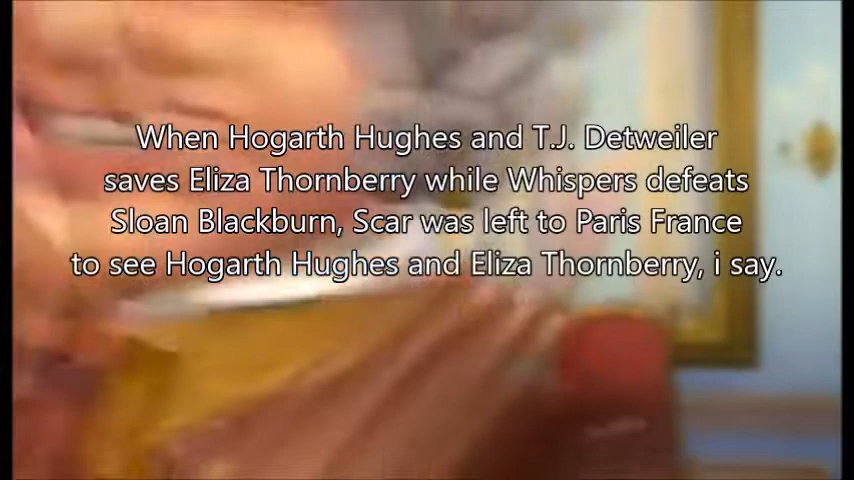 When Hogarth Hughes and T.J. Detweiler
saves Eliza Thornberry while Whispers defeats
Sloan Blackburn, Scar was left to Paris France
to see Hogarth Hughes and Eliza Thornberry, i say.